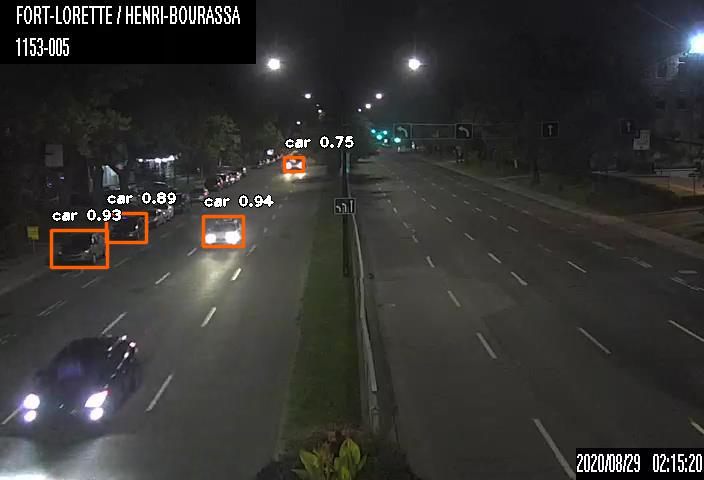 FORT-LORETTE / HENRI-BOURASSA
1153-005
car 0.75
car 0.89
car 0.94
car 0.93
2020/08/29 02:15:20